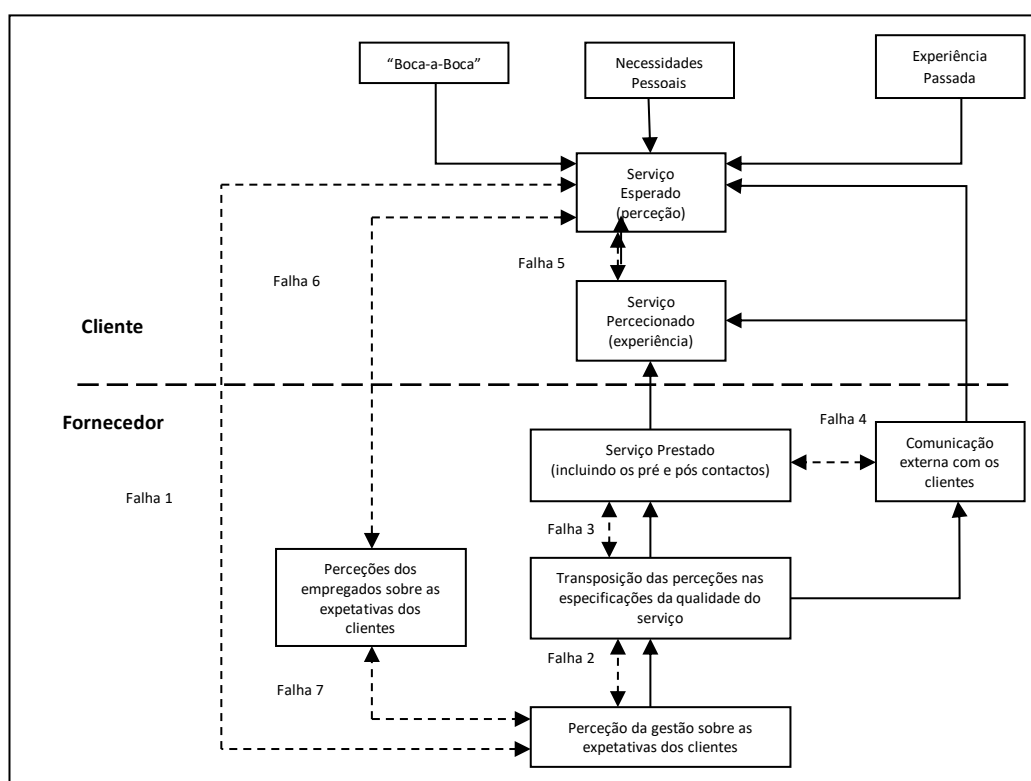 “Boca-a-Boca”
Necessidades
Pessoais
Experiência
Passada
Serviço
Esperado
(perceção)
Falha 6
Falha 5
Serviço
Percecionado
(experiência)
Cliente
Fornecedor
Falha 4
Serviço Prestado
(incluindo os pré e pós contactos)
Comunicação
externa com os
clientes
Falha 1
Falha 3
Perceções dos
empregados sobre as
expetativas dos
clientes
Transposição das perceções nas
especificações da qualidade do
serviço
Falha 2
Falha 7
Perceção da gestão sobre as
expetativas dos clientes